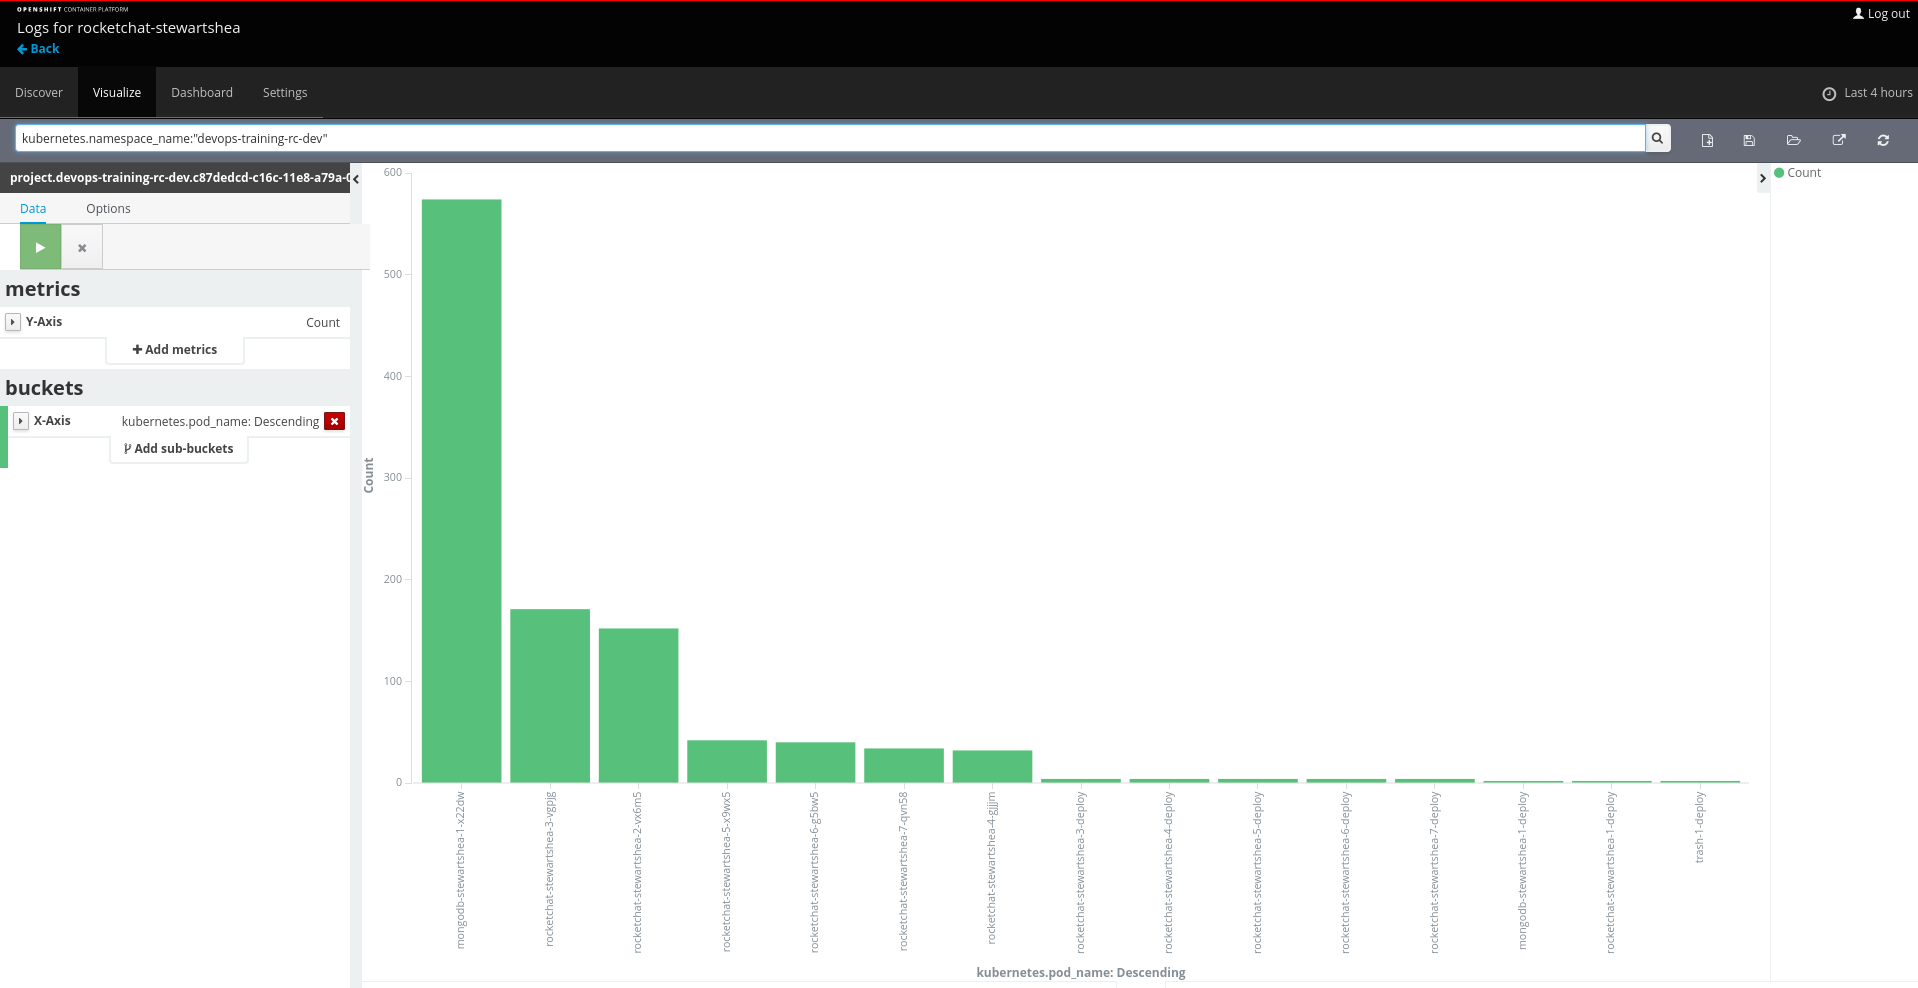 OPENSHIFT CONTAINER PLATFORM
Logs for rocketchat-stewartshea
Back
Log out
Discover
Visualize
Dashboard
Settings
Last 4 hours
kubernetes.namespace_name:"devops-training-rc-dev"
project.devops-training-rc-dev.c87dedcd-c16c-11e8-a79a-0
Data
Options
metrics
Y-Axis
Count
Add metrics
buckets
X-Axis
kubernetes.pod_name: Descending
Add sub-buckets
Count
600
500
400
300
200
100
0
Count
mongodb-stewartshea-1-x22dw
rocketchat-stewartshea-3-vgpjg
rocketchat-stewartshea-2-vx6m5
rocketchat-stewartshea-5-x9wx5
rocketchat-stewartshea-6-g5bw5
rocketchat-stewartshea-7-qvn58
rocketchat-stewartshea-3-deploy
rocketchat-stewartshea-4-deploy
rocketchat-stewartshea-5-deploy
rocketchat-stewartshea-6-deploy
rocketchat-stewartshea-7-deploy
mongodb-stewartshea-1-deploy
rocketchat-stewartshea-1-deploy
trash-1-deploy
kubernetes.pod_name: Descending